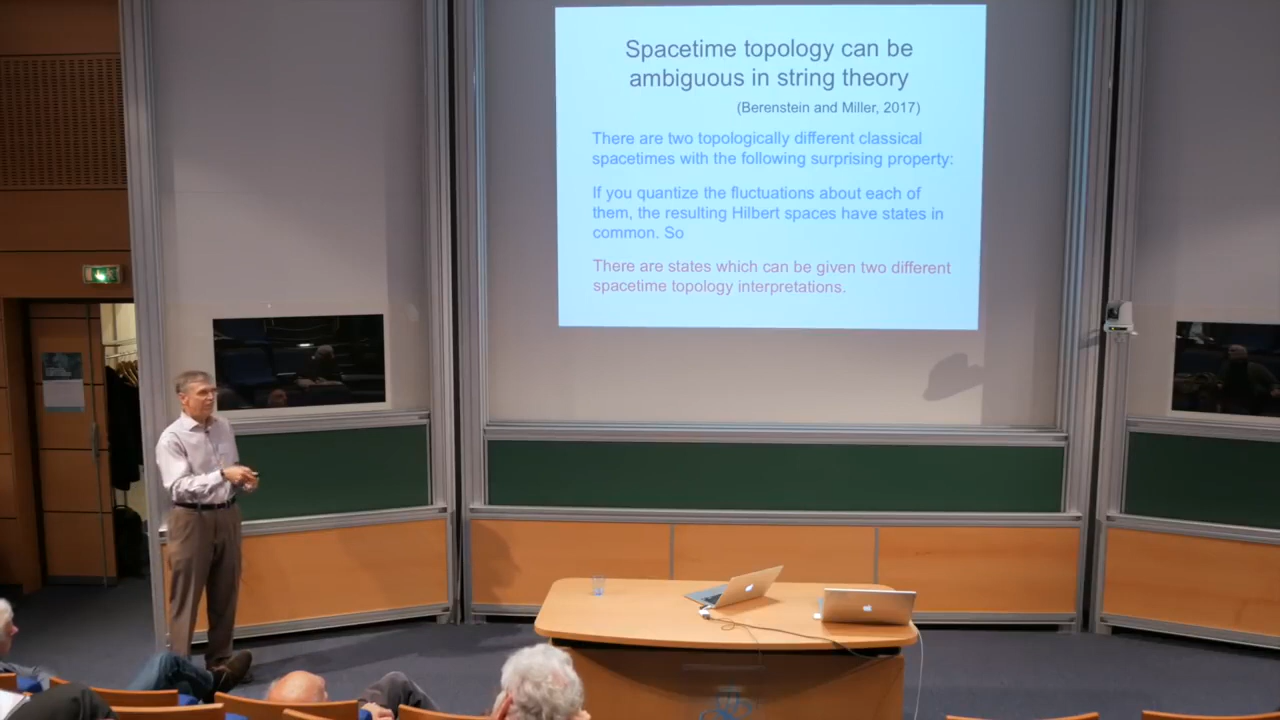 Spacetime topology can be
ambiguous in string theory
(Berenstein and Miller, 2017)
There are two topologically different classical
spacetimes with the following surprising property:
If you quantize the fluctuations about each of
them, the resulting Hilbert spaces have states in
common. So
There are states which can be given two different
spacetime topology interpretations.